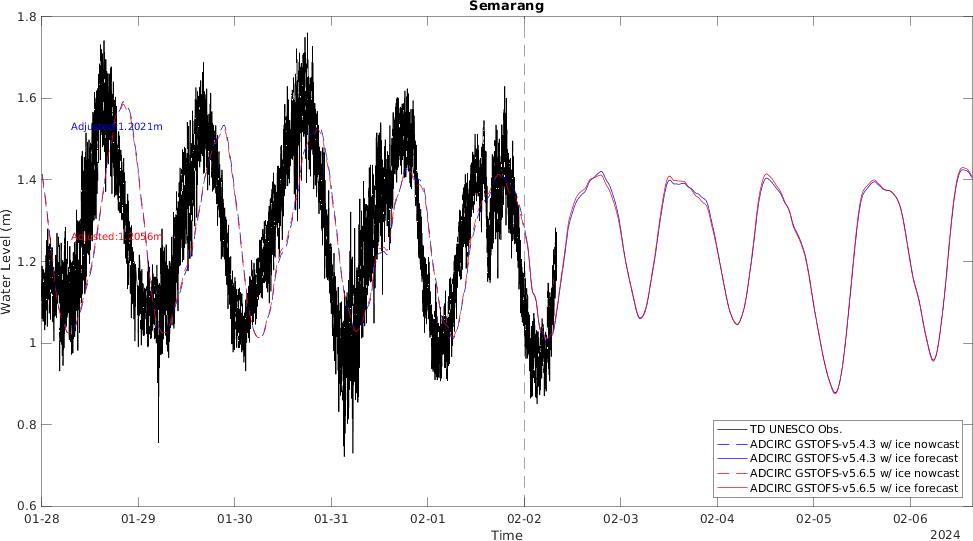 Semarang
1.8
1.6
1.4
1.2
1
0.8
0.6
Water Level (m)
Adjusted:1.2021m
Adjusted:1.2056m
TD UNESCO Obs.
ADCIRC GSTOFS-v5.4.3 w/ ice nowcast
ADCIRC GSTOFS-v5.4.3 w/ ice forecast
ADCIRC GSTOFS-v5.6.5 w/ ice nowcast
ADCIRC GSTOFS-v5.6.5 w/ ice forecast
01-28 01-29 01-30 01-31 02-01 02-02 02-03 02-04 02-05 02-06
Time
2024